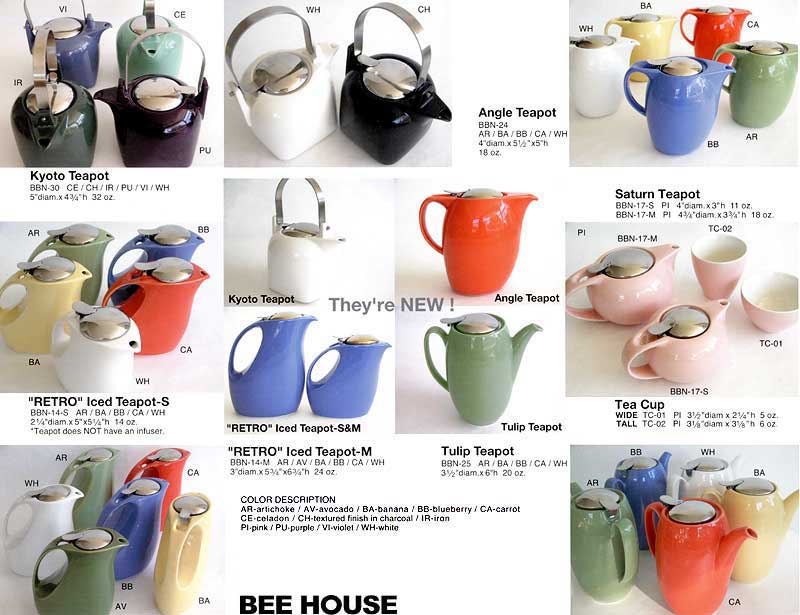 VI
CE
IR
PU
WH
CH
Angle Teapot
BBN-24
AR / BA / BB / CA / WH
4"diam.x 5½"x5"h
18 oz.
WH
BA
CA
BB
AR
Kyoto Teapot
BBN-30 CE / CH / IR / PU / VI / WH
5"diam.x 4¾"h 32 oz.
Saturn Teapot
BBN-17-S PI 4"diam.x 3"h 11 oz.
BBN-17-M PI 4¾"diam.x 3¾"h 18 oz.
AR
BB
BA
CA
WH
Kyoto Teapot
Angle Teapot
They're NEW !
"RETRO" Iced Teapot-S&M
Tulip Teapot
PI
BBN-17-M
TC-02
TC-01
BBN-17-S
"RETRO" Iced Teapot-S
BBN-14-S AR / BA / BB / CA / WH
2¼"diam.x 5"x5¼"h 14 oz.
*Teapot does NOT have an infuser.
Tea Cup
WIDE TC-01 PI 3½"diam x 2¼"h 5 oz.
TALL TC-02 PI 3⅛"diam x 3⅛"h 6 oz.
"RETRO" Iced Teapot-M
BBN-14-M AR / AV / BA / BB / CA / WH
3"diam.x 5¾"x6¾"h 24 oz.
Tulip Teapot
BBN-25 AR / BA / BB / CA / WH
3½"diam.x 6"h 20 oz.
AR
WH
CA
BB
AV
BA
COLOR DESCRIPTION
AR-artichoke / AV-avocado / BA-banana / BB-blueberry / CA-carrot
CE-celadon / CH-textured finish in charcoal / IR-iron
PI-pink / PU-purple / VI-violet / WH-white
BB
WH
BA
AR
CA
BEE HOUSE